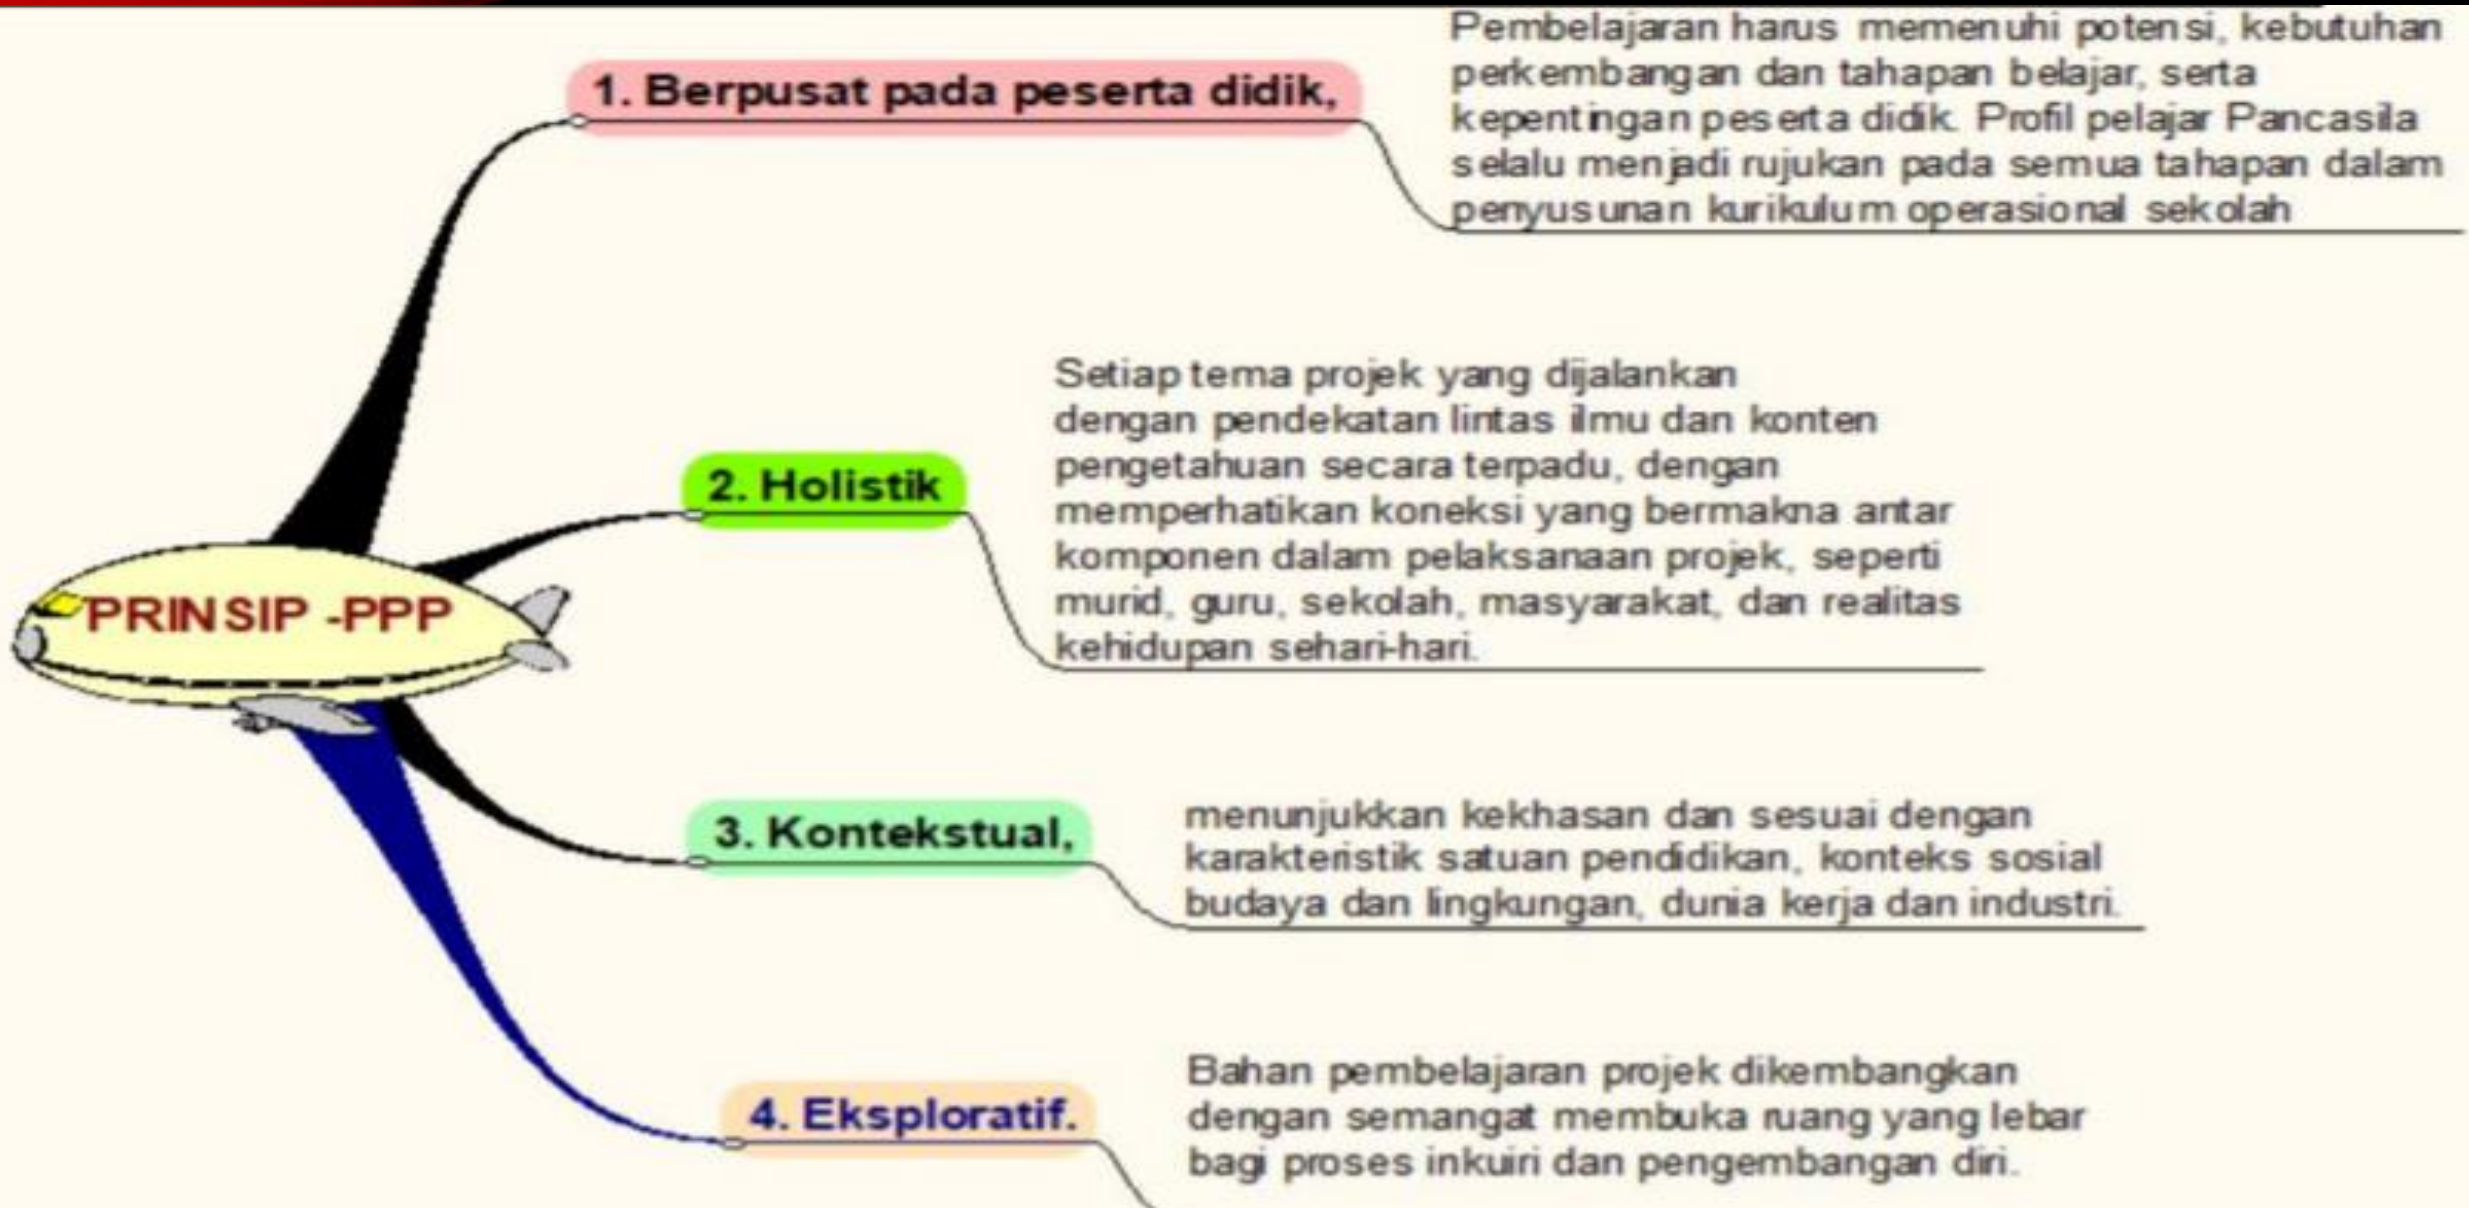 PRINSIP -PPP
1. Berpusat pada peserta didik,
Pembelajaran harus memenuhi potensi, kebutuhan
perkembangan dan tahapan belajar, serta
kepentingan peserta didik. Profil pelajar Pancasila
selalu menjadi rujukan pada semua tahapan dalam
penyusunan kurikulum operasional sekolah
2. Holistik
Setiap tema projek yang dijalankan
dengan pendekatan lintas ilmu dan konten
pengetahuan secara terpadu, dengan
memperhatikan koneksi yang bermakna antar
komponen dalam pelaksanaan projek, seperti
murid, guru, sekolah, masyarakat, dan realitas
kehidupan sehari-hari.
3. Kontekstual,
menunjukkan kekhasan dan sesuai dengan
karakteristik satuan pendidikan, konteks sosial
budaya dan lingkungan, dunia kerja dan industri.
4. Eksploratif.
Bahan pembelajaran projek dikembangkan
dengan semangat membuka ruang yang lebar
bagi proses inkuiri dan pengembangan diri.